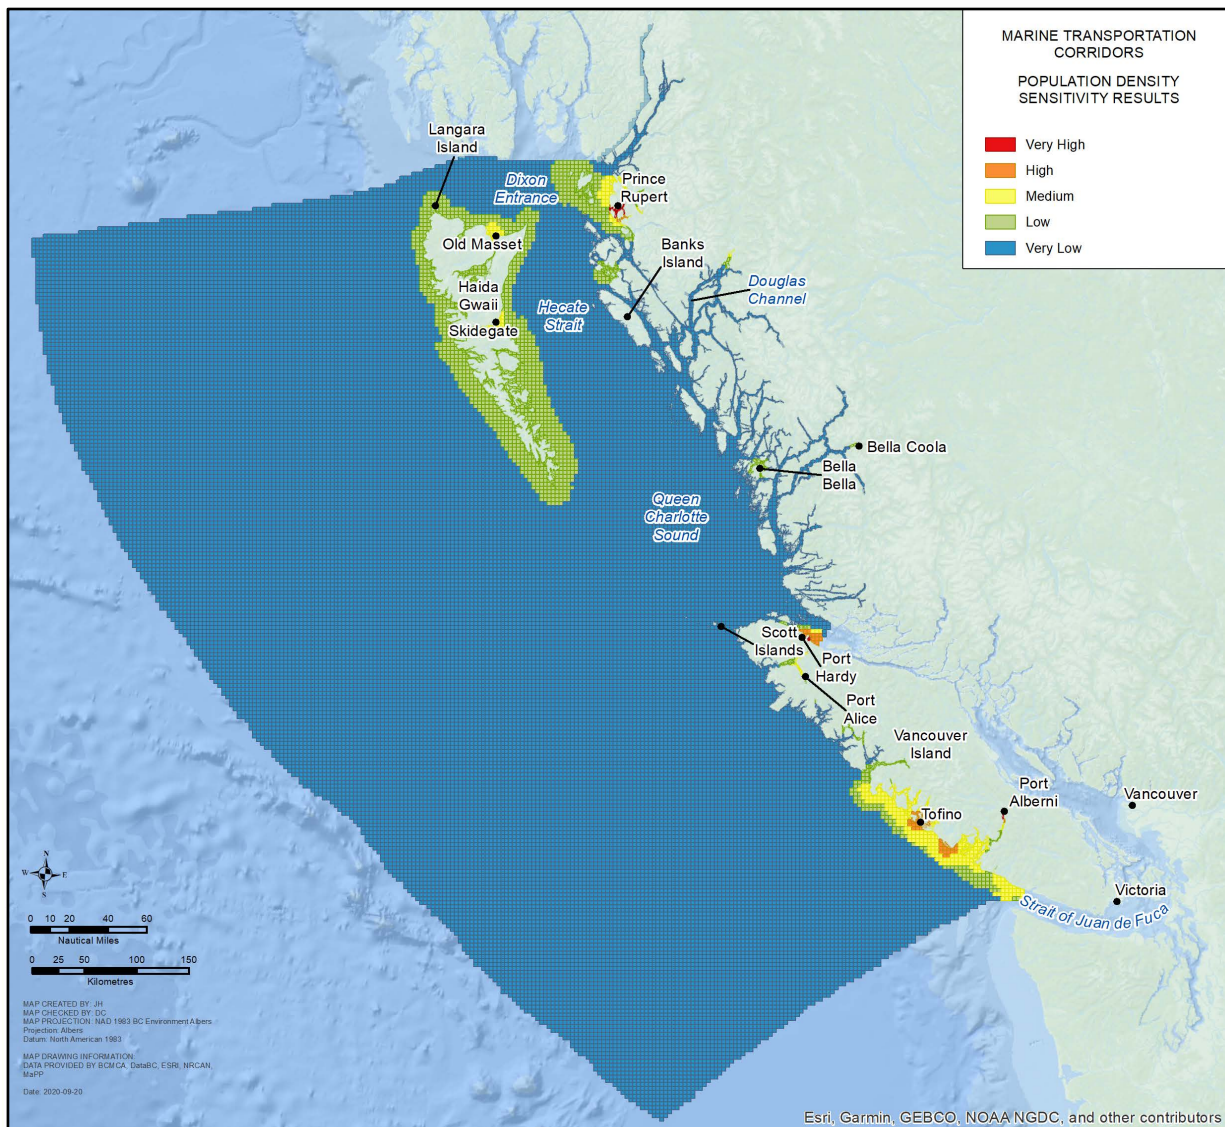 MARINE TRANSPORTATION
CORRIDORS
POPULATION DENSITY
SENSITIVITY RESULTS
Very High
High
Medium
Low
Very Low
Langara
Island
Dixon
Entrance
Prince
Rupert
Old Masset
Banks
Island
Haida
Gwaii
Hecate
Strait
Douglas
Channel
Skidegate
Bella Coola
Bella
Bella
Queen
Charlotte
Sound
Scott
Islands
Port
Hardy
Port
Alice
Vancouver
Island
Port
Alberni
Vancouver
Tofino
Victoria
Strait of Juan de Fuca
N
W
E
S
0 10 20 40 60
Nautical Miles
0 25 50 100 150
Kilometres
MAP CREATED BY: JH
MAP CHECKED BY: DC
MAP PROJECTION: NAD 1983 BC Environment Albers
Projection: Albers
Datum: North American 1983
MAP DRAWING INFORMATION:
DATA PROVIDED BY BCMCA, DataBC, ESRI, NRCAN,
MaPP
Date: 2020-09-20
Esri, Garmin, GEBCO, NOAA NGDC, and other contributors